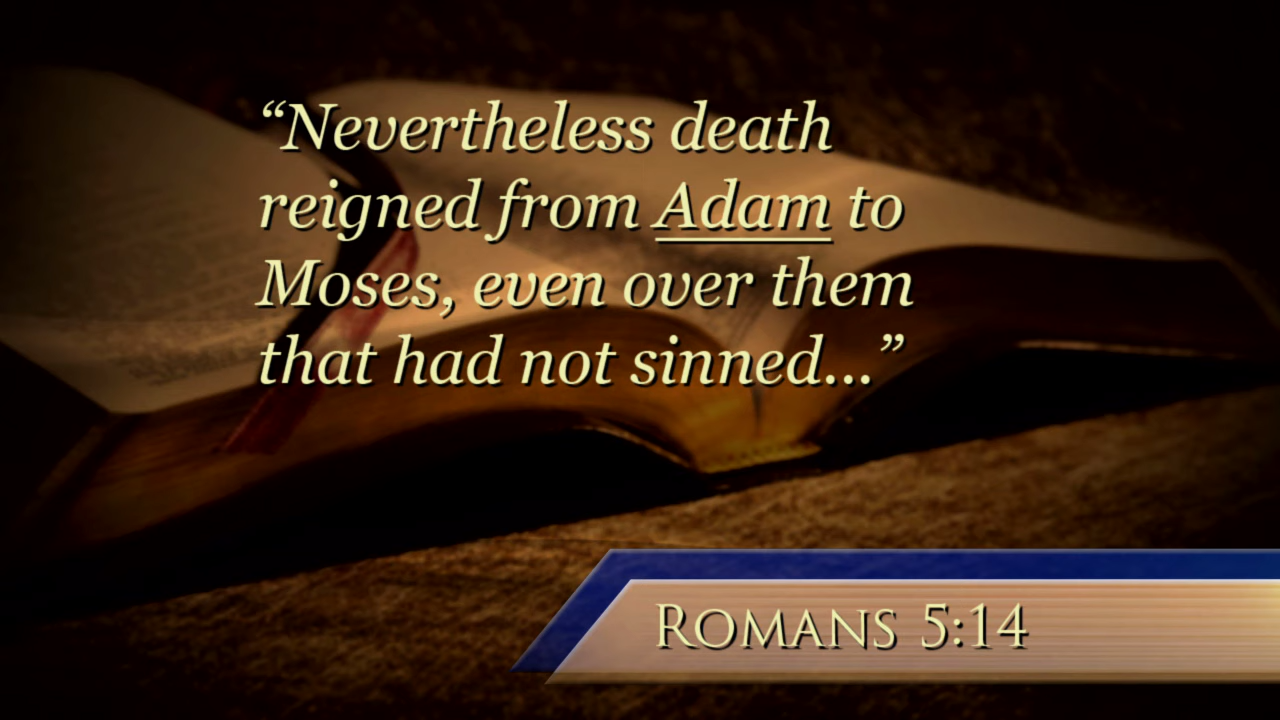 “Nevertheless death
reigned from Adam to
Moses, even over them
that had not sinned...”
ROMANS 5:14